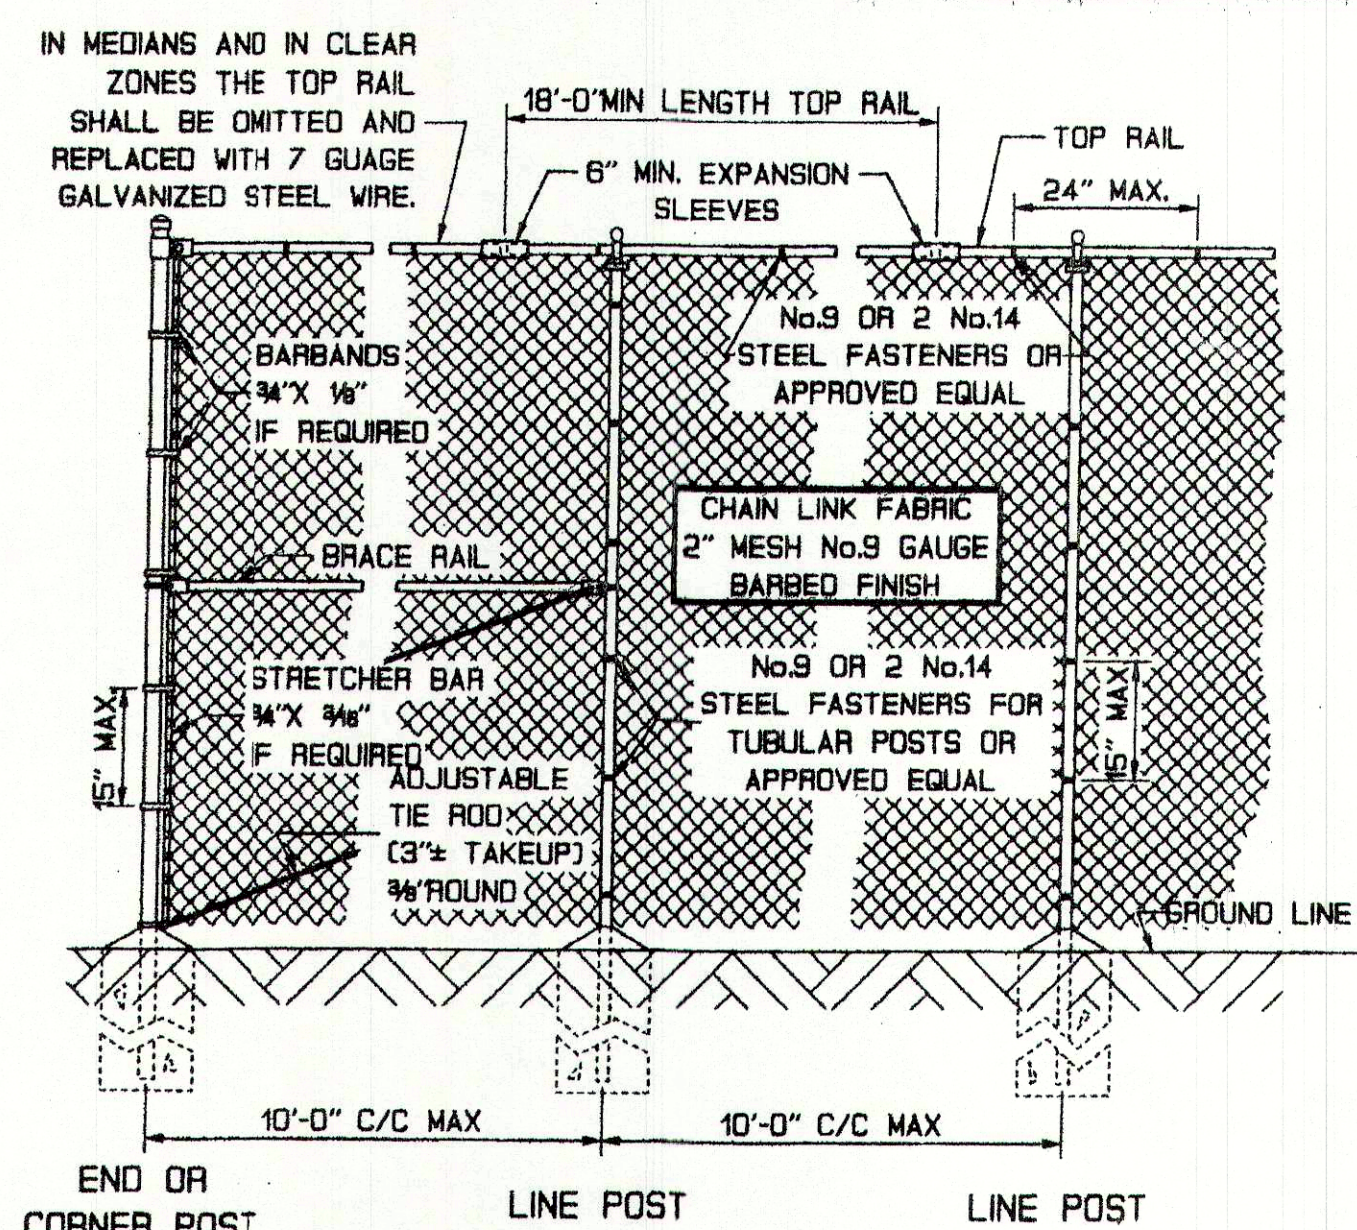 IN MEDIANS AND IN CLEAR
ZONES THE TOP RAIL
SHALL BE OMITTED AND
REPLACED WITH 7 GUAGE
GALVANIZED STEEL WIRE.
18'-0"MIN LENGTH TOP RAIL
6" MIN. EXPANSION
SLEEVES
TOP RAIL
24" MAX.
No.9 OR 2 No.14
STEEL FASTENERS OR
APPROVED EQUAL
BARBANDS
¾"X ⅛"
IF REQUIRED
CHAIN LINK FABRIC
2" MESH No.9 GAUGE
BARBED FINISH
BRACE RAIL
STRETCHER BAR
¾"X 3/16"
IF REQUIRED
15" MAX
No.9 OR 2 No.14
STEEL FASTENERS FOR
TUBULAR POSTS OR
APPROVED EQUAL
15" MAX
ADJUSTABLE
TIE ROD
(3"± TAKEUP)
⅜"ROUND
GROUND LINE
10'-0" C/C MAX
10'-0" C/C MAX
END OR
CORNER POST
LINE POST
LINE POST